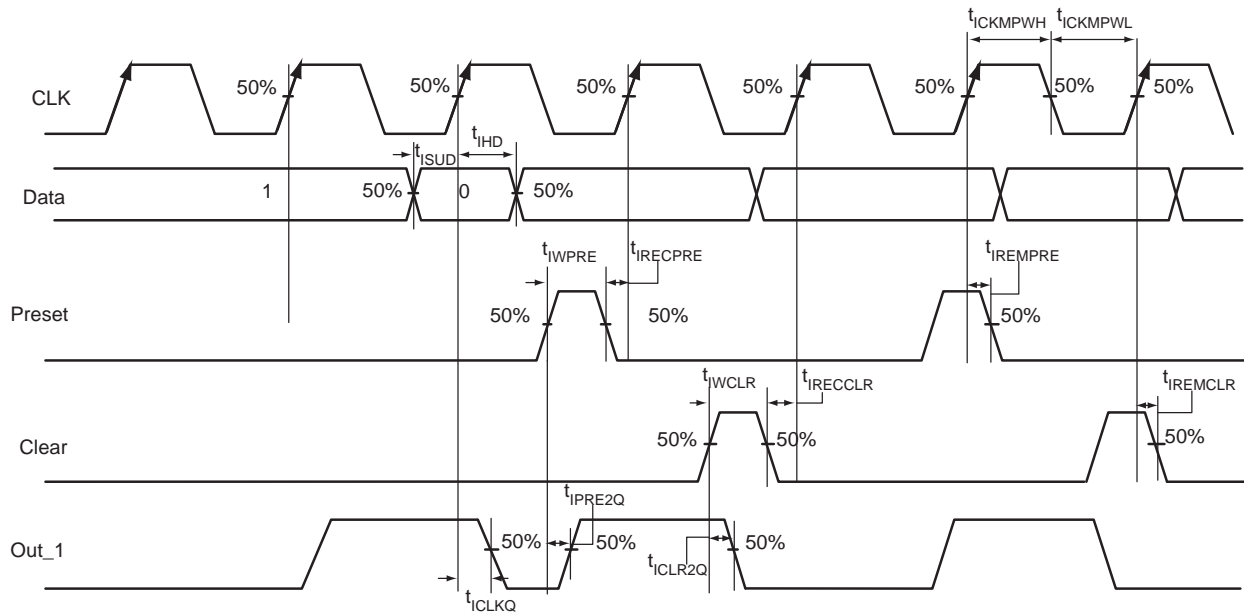 tICKMPWH tICKMPWL
CLK 50% 50% 50% 50% 50% 50% 50%
tISUD tIHD
Data 1 50% 0 50%
tIWPRE tIRECPRE tIREMPRE
Preset 50% 50% 50%
tIWCLR tIRECCLR tIREMCLR
Clear 50% 50% 50%
tIPRE2Q
Out_1 50% 50% 50%
tICLR2Q
tICLKQ